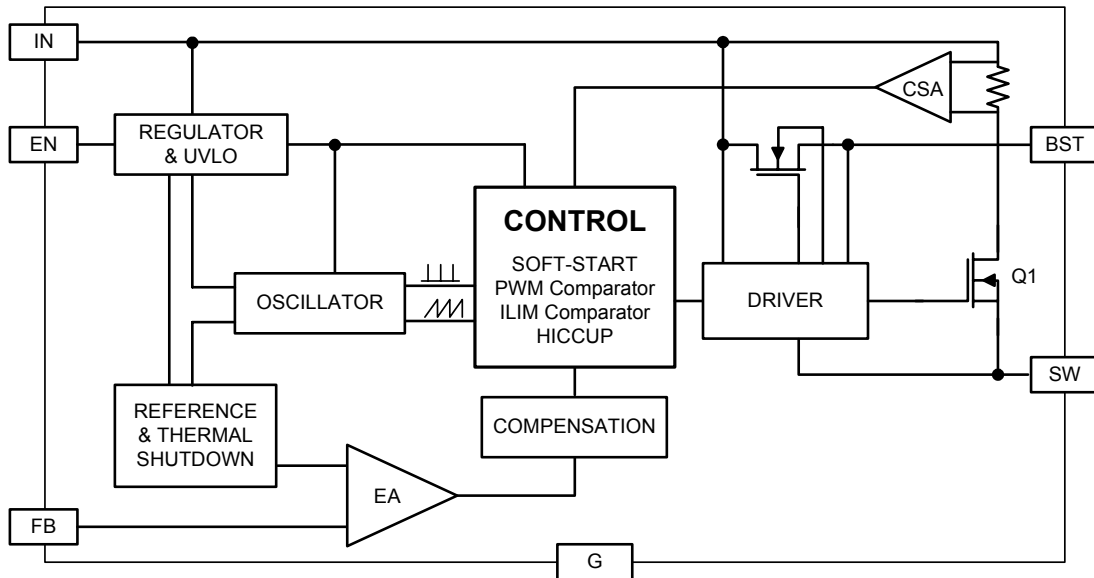 IN
CSA
EN
REGULATOR
& UVLO
BST
CONTROL
SOFT-START
PWM Comparator
ILIM Comparator
HICCUP
OSCILLATOR
DRIVER
Q1
SW
REFERENCE
& THERMAL
SHUTDOWN
COMPENSATION
EA
FB
G